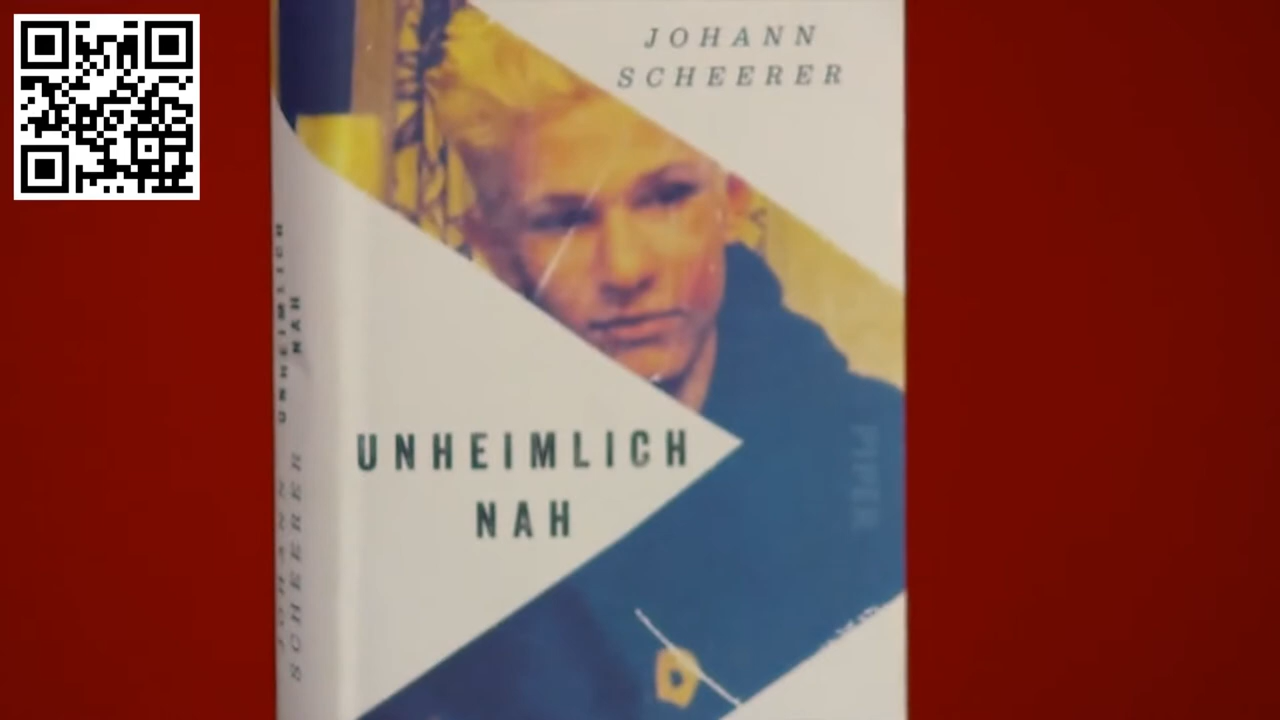 JOHANN
SCHEERER
UNHEIMLICH
NAH
PIPER
UNHEIMLICH
NAH
JOHANN
SCHEERER